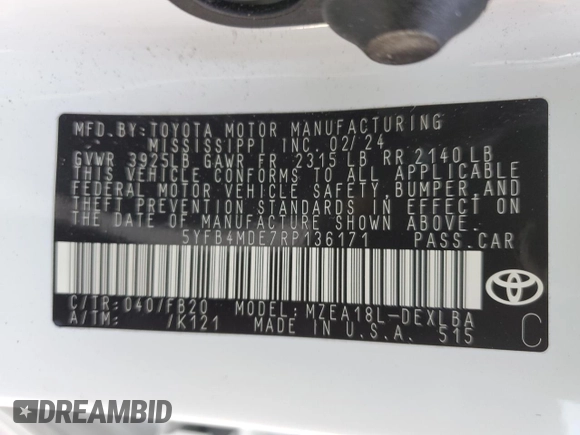 MFD.BY:TOYOTA MOTOR MANUFACTURING
MISSISSIPPI INC. 02/24
GVWR 3925LB GAWR FR 2315 LB RR 2140 LB
THIS VEHICLE CONFORMS TO ALL APPLICABLE
FEDERAL MOTOR VEHICLE SAFETY, BUMPER, AND
THEFT PREVENTION STANDARDS IN EFFECT ON
THE DATE OF MANUFACTURE SHOWN ABOVE.
5YFB4MDE7RP136171 PASS.CAR
C/TR: 040/FB20 MODEL: MZEA18L-DEXLBA
A/TM: /K121 MADE IN U.S.A. 515
TOYOTA C
DREAMBID